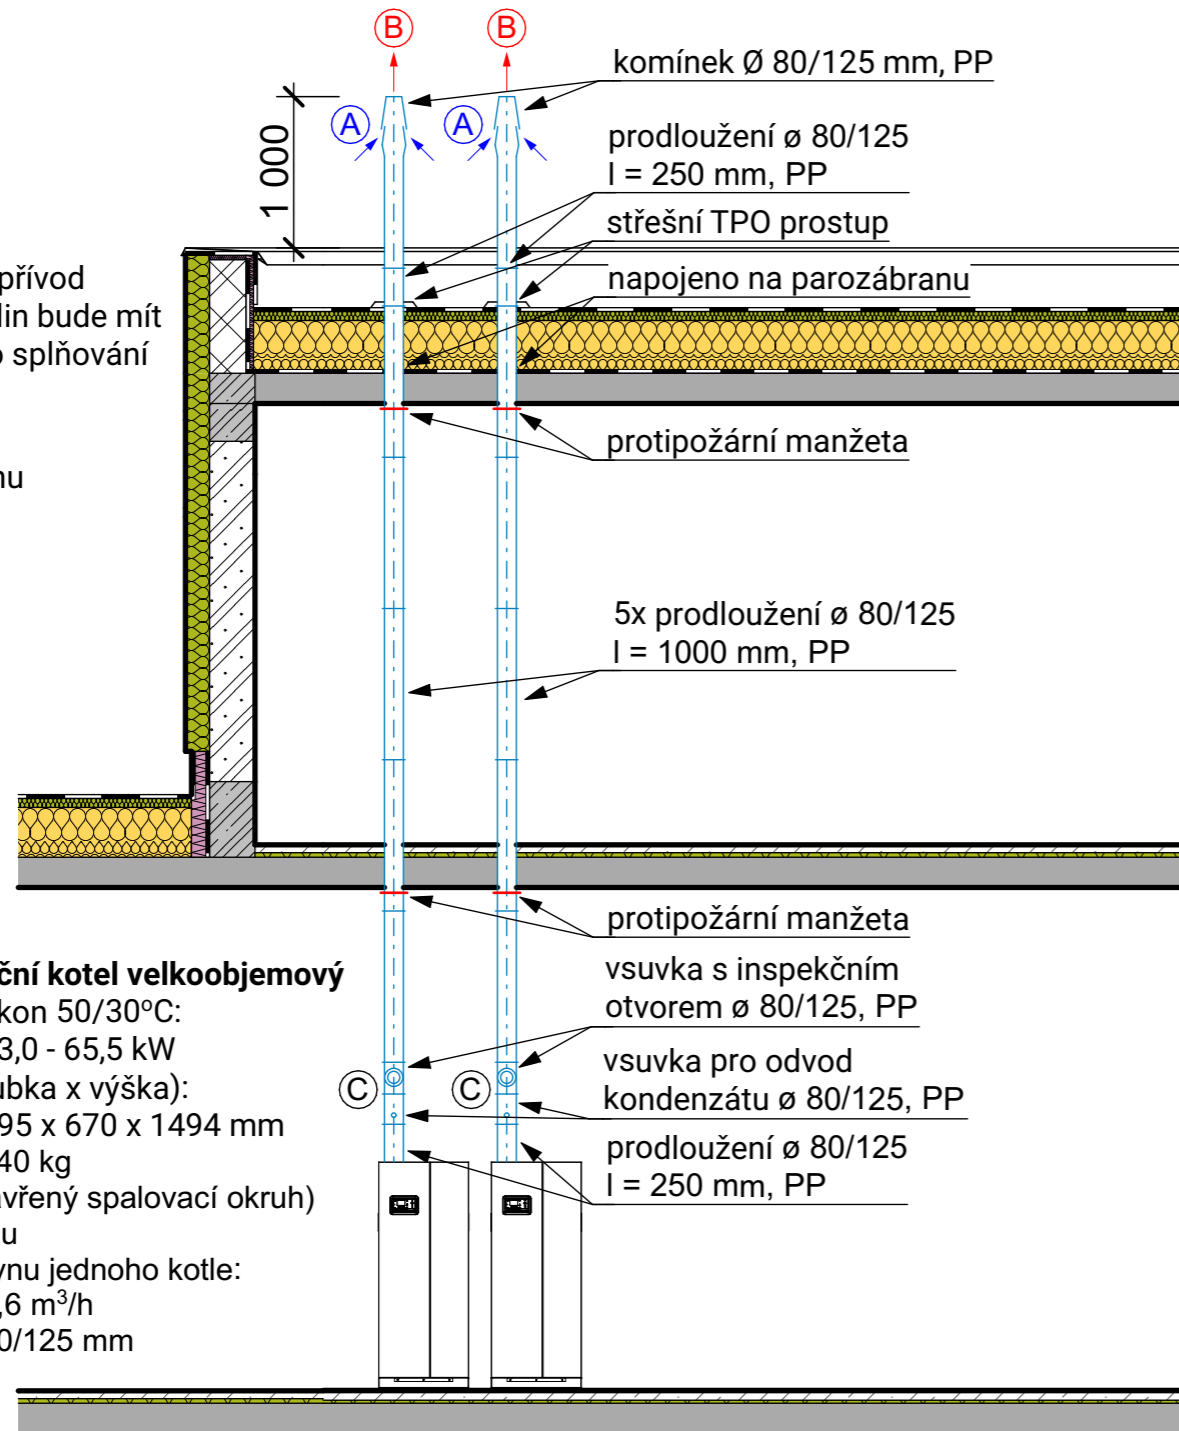 B
B
komínek Ø 80/125 mm, PP
A
A
1 000
prodloužení ø 80/125
l = 250 mm, PP
střešní TPO prostup
napojeno na parozábranu
přívod
lin bude mít
splňování
protipožární manžeta
5x prodloužení ø 80/125
l = 1000 mm, PP
protipožární manžeta
vsuvka s inspekčním
otvorem ø 80/125, PP
C
C
vsuvka pro odvod
kondenzátu ø 80/125, PP
prodloužení ø 80/125
l = 250 mm, PP
ční kotel velkoobjemový
kon 50/30ºC:
3,0 - 65,5 kW
ubka x výška):
95 x 670 x 1494 mm
40 kg
avřený spalovací okruh)
u
ynu jednoho kotle:
,6 m³/h
0/125 mm